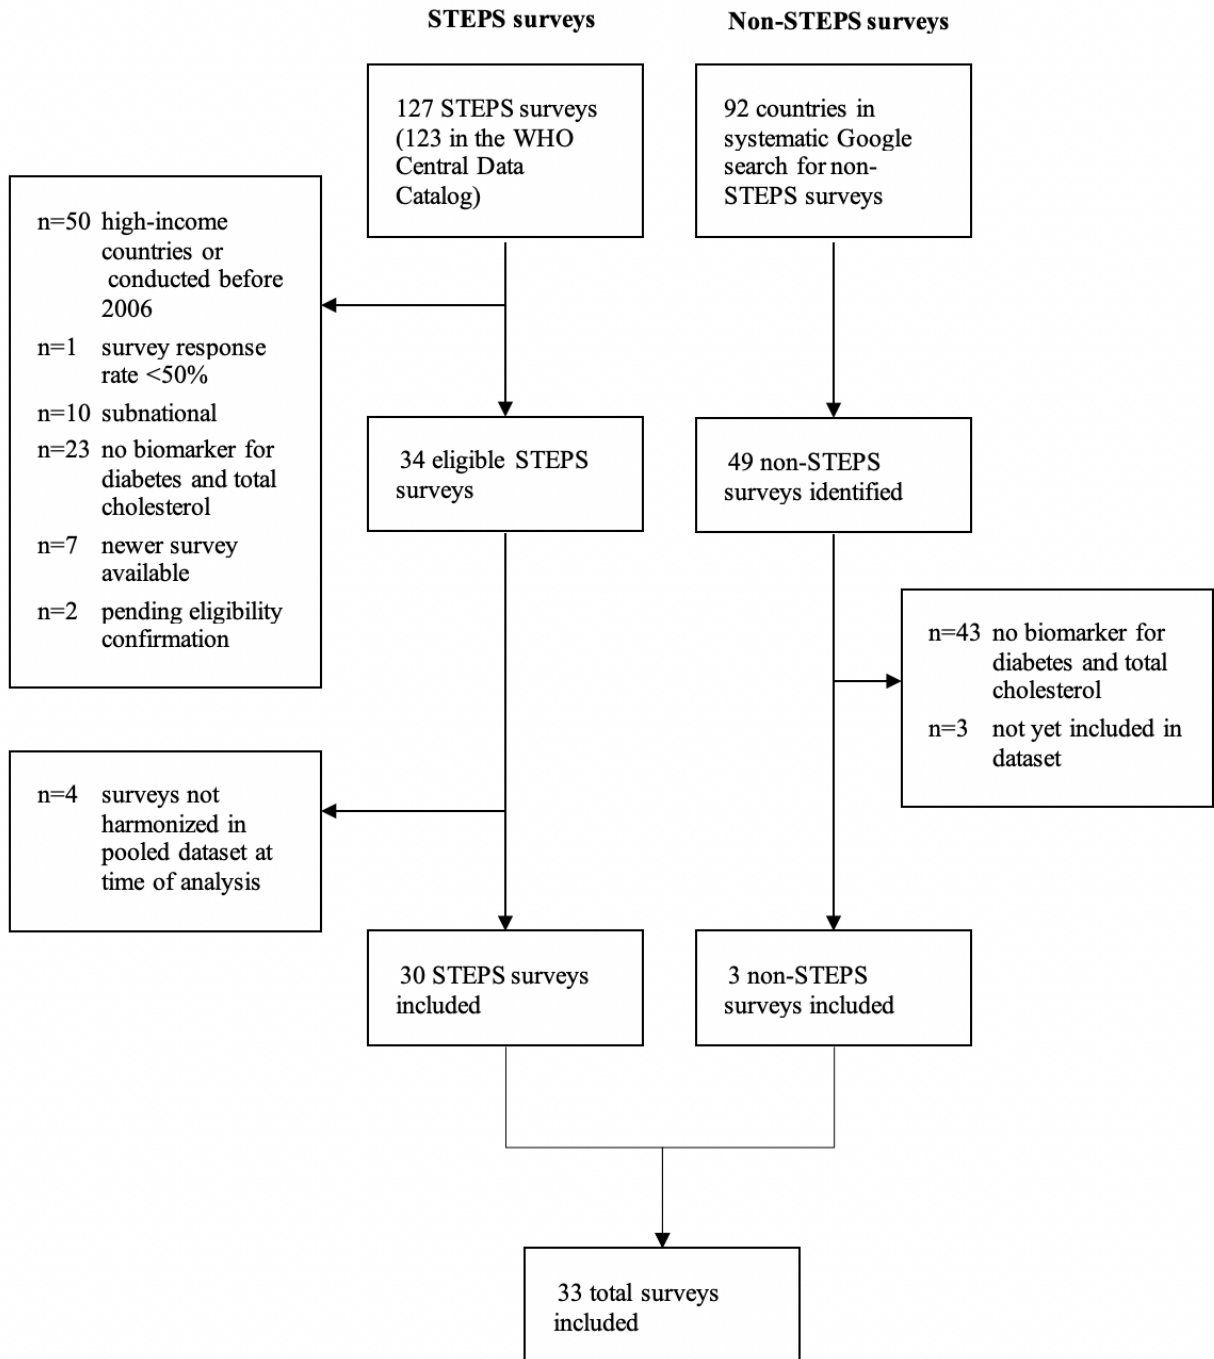 STEPS surveys
Non-STEPS surveys
127 STEPS surveys
(123 in the WHO
Central Data
Catalog)
92 countries in
systematic Google
search for non-
STEPS surveys
n=50 high-income
countries or
conducted before
2006
n=1 survey response
rate <50%
n=10 subnational
n=23 no biomarker for
diabetes and total
cholesterol
n=7 newer survey
available
n=2 pending eligibility
confirmation
34 eligible STEPS
surveys
49 non-STEPS
surveys identified
n=43 no biomarker for
diabetes and total
cholesterol
n=3 not yet included in
dataset
n=4 surveys not
harmonized in
pooled dataset at
time of analysis
30 STEPS surveys
included
3 non-STEPS
surveys included
33 total surveys
included